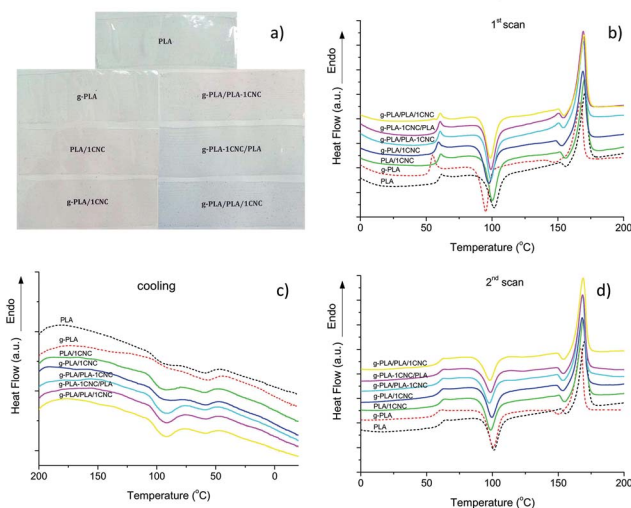 a)
PLA
g-PLA
g-PLA/PLA-1CNC
PLA/1CNC
g-PLA-1CNC/PLA
g-PLA/1CNC
g-PLA/PLA/1CNC
1st scan
b)
Endo
Heat Flow (a.u.)
g-PLA/PLA/1CNC
g-PLA-1CNC/PLA
g-PLA/PLA-1CNC
g-PLA/1CNC
PLA/1CNC
g-PLA
PLA
0 50 100 150 200
Temperature (°C)
cooling
c)
Endo
Heat Flow (a.u.)
PLA
g-PLA
PLA/1CNC
g-PLA/1CNC
g-PLA/PLA-1CNC
g-PLA-1CNC/PLA
g-PLA/PLA/1CNC
200 150 100 50 0
Temperature (°C)
2nd scan
d)
Endo
Heat Flow (a.u.)
g-PLA/PLA/1CNC
g-PLA-1CNC/PLA
g-PLA/PLA-1CNC
g-PLA/1CNC
PLA/1CNC
g-PLA
PLA
0 50 100 150 200
Temperature (°C)